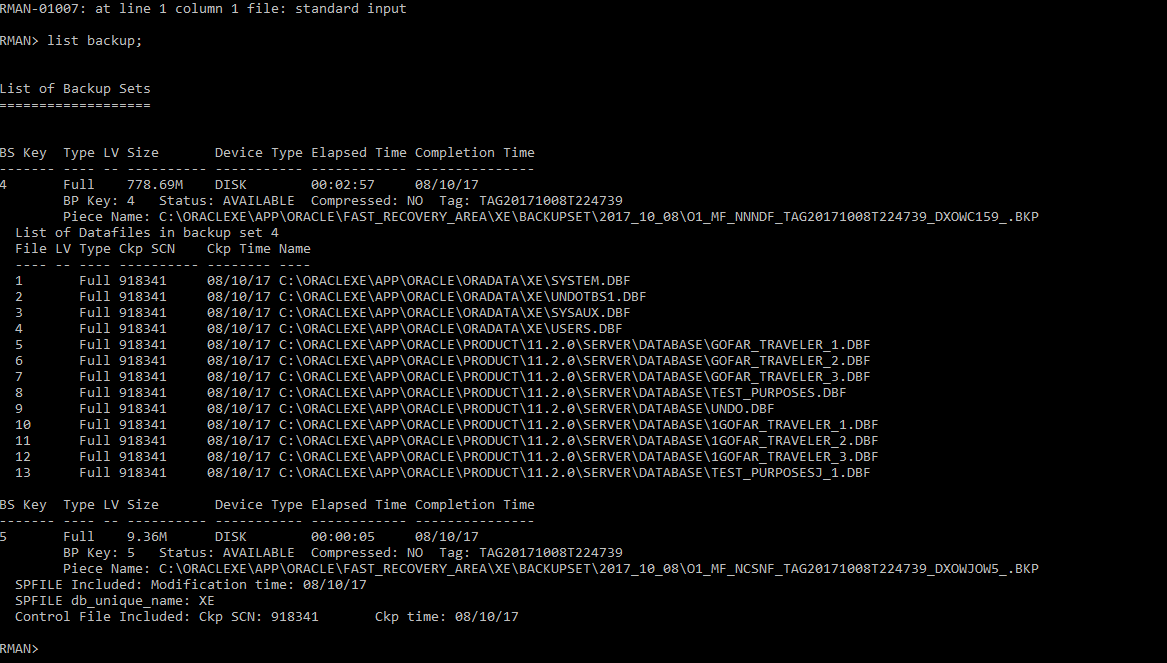 RMAN-01007: at line 1 column 1 file: standard input
RMAN> list backup;
List of Backup Sets
===================
BS Key  Type LV Size       Device Type Elapsed Time Completion Time
------- ---- -- ---------- ----------- ------------ ---------------
4       Full    778.69M    DISK        00:02:57     08/10/17
        BP Key: 4   Status: AVAILABLE  Compressed: NO  Tag: TAG20171008T224739
        Piece Name: C:\ORACLEXE\APP\ORACLE\FAST_RECOVERY_AREA\XE\BACKUPSET\2017_10_08\O1_MF_NNNDF_TAG20171008T224739_DXOWC159_.BKP
  List of Datafiles in backup set 4
  File LV Type Ckp SCN    Ckp Time Name
  ---- -- ---- ---------- -------- ----
  1       Full 918341     08/10/17 C:\ORACLEXE\APP\ORACLE\ORADATA\XE\SYSTEM.DBF
  2       Full 918341     08/10/17 C:\ORACLEXE\APP\ORACLE\ORADATA\XE\UNDOTBS1.DBF
  3       Full 918341     08/10/17 C:\ORACLEXE\APP\ORACLE\ORADATA\XE\SYSAUX.DBF
  4       Full 918341     08/10/17 C:\ORACLEXE\APP\ORACLE\ORADATA\XE\USERS.DBF
  5       Full 918341     08/10/17 C:\ORACLEXE\APP\ORACLE\PRODUCT\11.2.0\SERVER\DATABASE\GOFAR_TRAVELER_1.DBF
  6       Full 918341     08/10/17 C:\ORACLEXE\APP\ORACLE\PRODUCT\11.2.0\SERVER\DATABASE\GOFAR_TRAVELER_2.DBF
  7       Full 918341     08/10/17 C:\ORACLEXE\APP\ORACLE\PRODUCT\11.2.0\SERVER\DATABASE\GOFAR_TRAVELER_3.DBF
  8       Full 918341     08/10/17 C:\ORACLEXE\APP\ORACLE\PRODUCT\11.2.0\SERVER\DATABASE\TEST_PURPOSES.DBF
  9       Full 918341     08/10/17 C:\ORACLEXE\APP\ORACLE\PRODUCT\11.2.0\SERVER\DATABASE\UNDO.DBF
  10      Full 918341     08/10/17 C:\ORACLEXE\APP\ORACLE\PRODUCT\11.2.0\SERVER\DATABASE\1GOFAR_TRAVELER_1.DBF
  11      Full 918341     08/10/17 C:\ORACLEXE\APP\ORACLE\PRODUCT\11.2.0\SERVER\DATABASE\1GOFAR_TRAVELER_2.DBF
  12      Full 918341     08/10/17 C:\ORACLEXE\APP\ORACLE\PRODUCT\11.2.0\SERVER\DATABASE\1GOFAR_TRAVELER_3.DBF
  13      Full 918341     08/10/17 C:\ORACLEXE\APP\ORACLE\PRODUCT\11.2.0\SERVER\DATABASE\TEST_PURPOSESJ_1.DBF
BS Key  Type LV Size       Device Type Elapsed Time Completion Time
------- ---- -- ---------- ----------- ------------ ---------------
5       Full    9.36M      DISK        00:00:05     08/10/17
        BP Key: 5   Status: AVAILABLE  Compressed: NO  Tag: TAG20171008T224739
        Piece Name: C:\ORACLEXE\APP\ORACLE\FAST_RECOVERY_AREA\XE\BACKUPSET\2017_10_08\O1_MF_NCSNF_TAG20171008T224739_DXOWJOW5_.BKP
  SPFILE Included: Modification time: 08/10/17
  SPFILE db_unique_name: XE
  Control File Included: Ckp SCN: 918341       Ckp time: 08/10/17
RMAN>